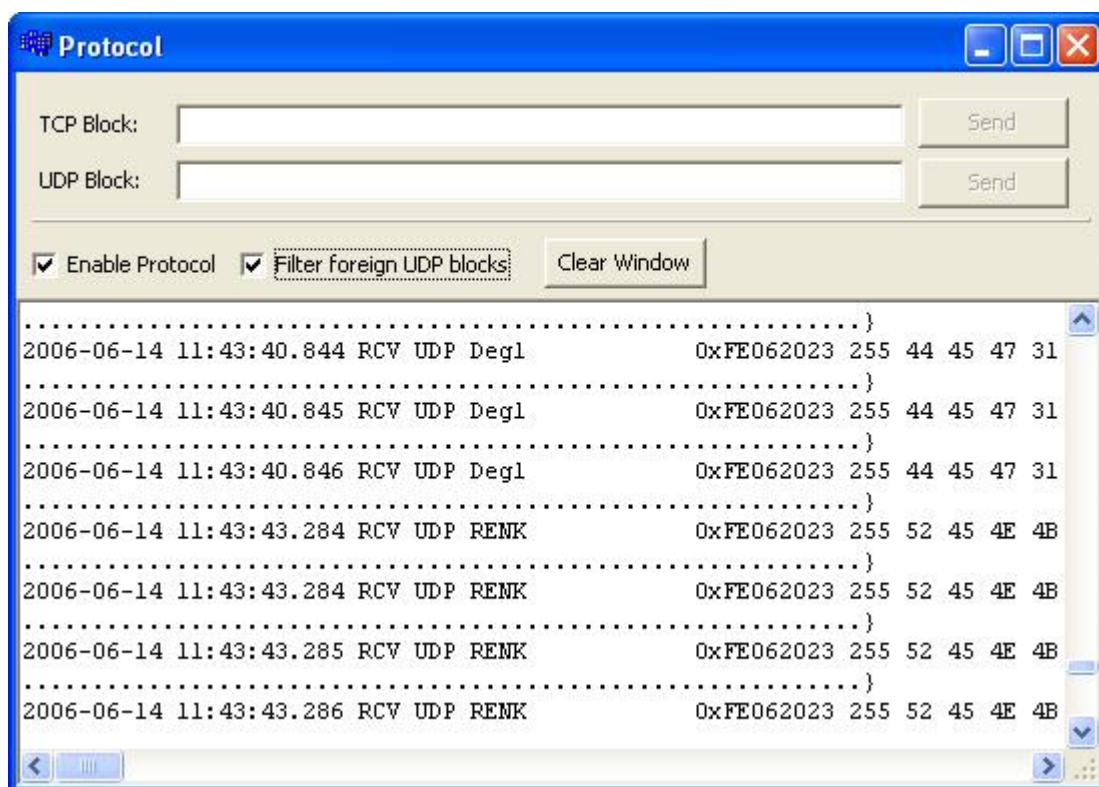 Protocol
TCP Block: Send
UDP Block: Send
Enable Protocol Filter foreign UDP blocks Clear Window
.............................................................}
2006-06-14 11:43:40.844 RCV UDP Deg1 0xFE062023 255 44 45 47 31
.............................................................}
2006-06-14 11:43:40.845 RCV UDP Deg1 0xFE062023 255 44 45 47 31
.............................................................}
2006-06-14 11:43:40.846 RCV UDP Deg1 0xFE062023 255 44 45 47 31
.............................................................}
2006-06-14 11:43:43.284 RCV UDP RENK 0xFE062023 255 52 45 4E 4B
.............................................................}
2006-06-14 11:43:43.284 RCV UDP RENK 0xFE062023 255 52 45 4E 4B
.............................................................}
2006-06-14 11:43:43.285 RCV UDP RENK 0xFE062023 255 52 45 4E 4B
.............................................................}
2006-06-14 11:43:43.286 RCV UDP RENK 0xFE062023 255 52 45 4E 4B